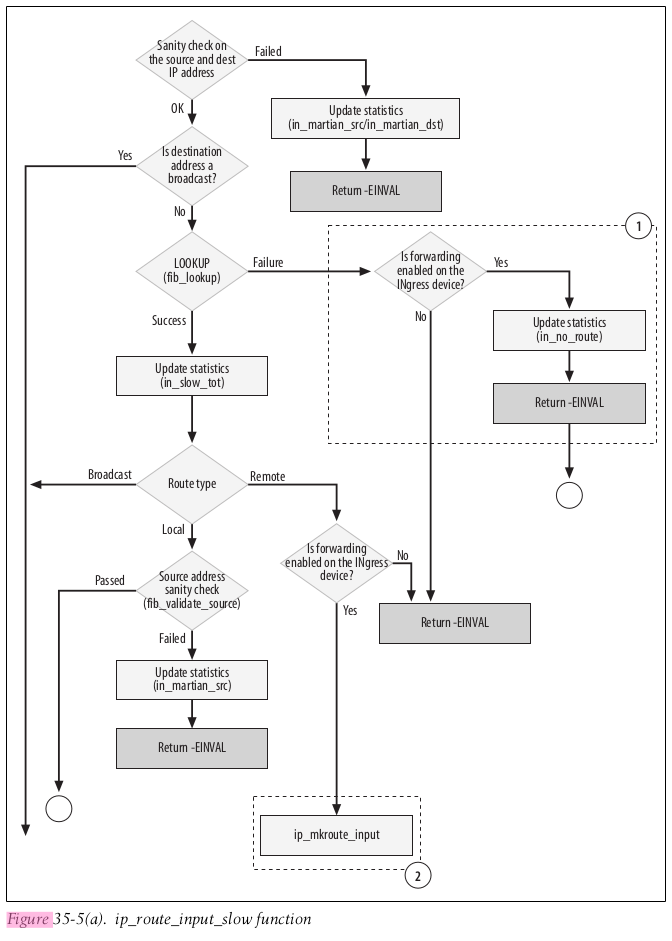 Sanity check on
the source and dest
IP address
Failed
OK
Update statistics
(in_martian_src/in_martian_dst)
Return -EINVAL
Yes
Is destination
address a
broadcast?
No
1
LOOKUP
(fib_lookup)
Failure
Is forwarding
enabled on the
INgress device?
Yes
No
Success
Update statistics
(in_no_route)
Return -EINVAL
Update statistics
(in_slow_tot)
Broadcast
Route type
Remote
Local
Is forwarding
enabled on the INgress
device?
No
Yes
Passed
Source address
sanity check
(fib_validate_source)
Failed
Return -EINVAL
Update statistics
(in_martian_src)
Return -EINVAL
ip_mkroute_input
2
Figure 35-5(a). ip_route_input_slow function